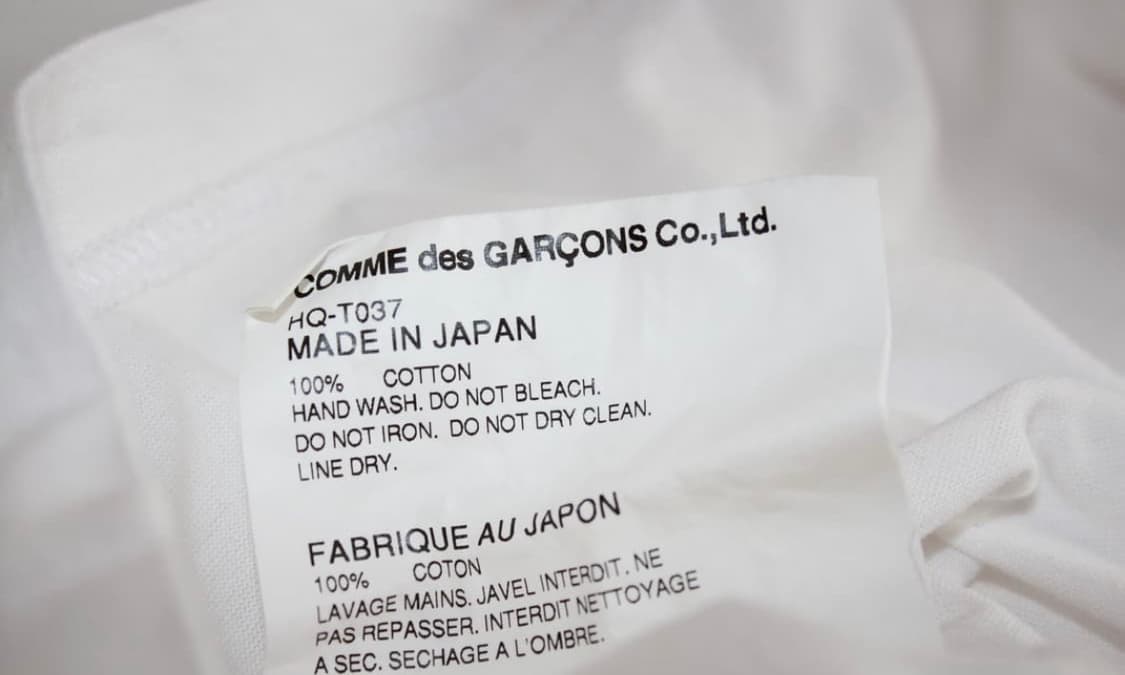 COMME des GARÇONS Co.,Ltd.
HQ-T037
MADE IN JAPAN
100% COTTON
HAND WASH. DO NOT BLEACH.
DO NOT IRON. DO NOT DRY CLEAN.
LINE DRY.
FABRIQUE AU JAPON
100% COTON
LAVAGE MAINS. JAVEL INTERDIT. NE
PAS REPASSER. INTERDIT NETTOYAGE
A SEC. SECHAGE A L'OMBRE.